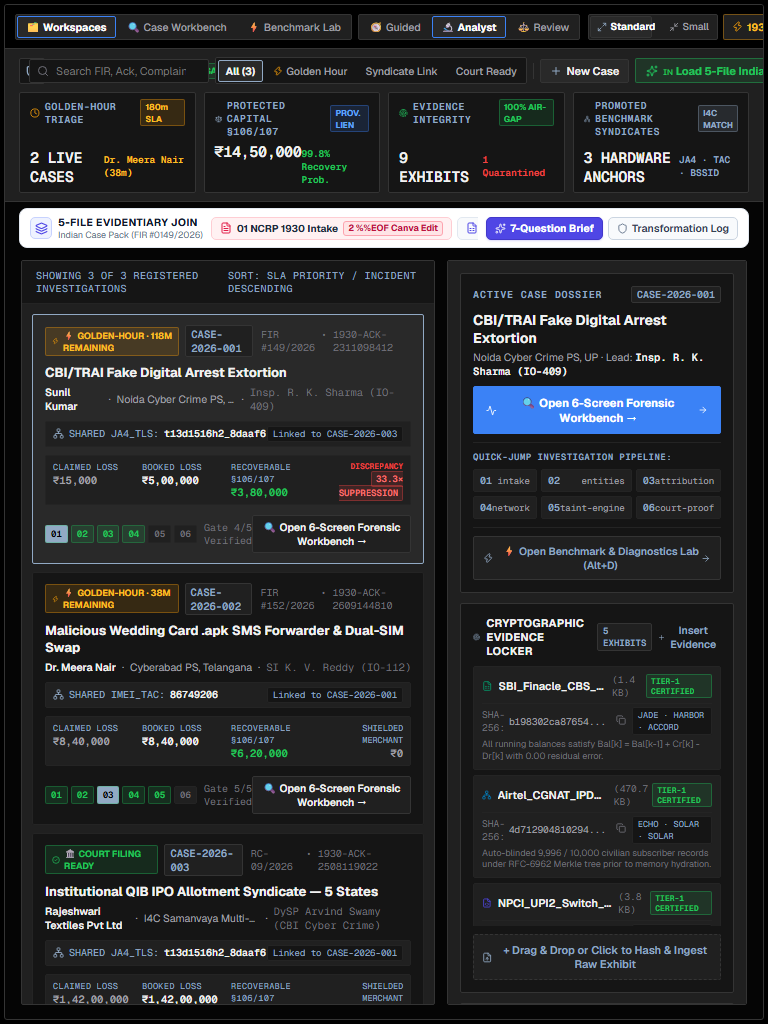 Workspaces Case Workbench Benchmark Lab Guided Analyst Review Standard Small 193
Search FIR, Ack, Complair All (3) Golden Hour Syndicate Link Court Ready + New Case IN Load 5-File India
GOLDEN-HOUR TRIAGE 180m SLA
2 LIVE CASES Dr. Meera Nair (38m)
PROTECTED CAPITAL §106/107 PROV. LIEN
₹14,50,000 99.8% Recovery Prob.
EVIDENCE INTEGRITY 100% AIR-GAP
9 EXHIBITS 1 Quarantined
PROMOTED BENCHMARK SYNDICATES I4C MATCH
3 HARDWARE ANCHORS JA4 · TAC · BSSID
5-FILE EVIDENTIARY JOIN
Indian Case Pack (FIR #0149/2026)
01 NCRP 1930 Intake 2 %%EOF Canva Edit 7-Question Brief Transformation Log
SHOWING 3 OF 3 REGISTERED INVESTIGATIONS
SORT: SLA PRIORITY / INCIDENT DESCENDING
GOLDEN-HOUR · 118M REMAINING CASE-2026-001 FIR #149/2026 · 1930-ACK-2311098412
CBI/TRAI Fake Digital Arrest Extortion
Sunil Kumar · Noida Cyber Crime PS, … · Insp. R. K. Sharma (IO-409)
SHARED JA4_TLS: t13d1516h2_8daaf6 Linked to CASE-2026-003
CLAIMED LOSS BOOKED LOSS RECOVERABLE §106/107 DISCREPANCY
₹15,000 ₹5,00,000 ₹3,80,000 33.3× SUPPRESSION
01 02 03 04 05 06 Gate 4/5 Verified Open 6-Screen Forensic Workbench →
GOLDEN-HOUR · 38M REMAINING CASE-2026-002 FIR #152/2026 · 1930-ACK-2609144810
Malicious Wedding Card .apk SMS Forwarder & Dual-SIM Swap
Dr. Meera Nair · Cyberabad PS, Telangana · SI K. V. Reddy (IO-112)
SHARED IMEI_TAC: 86749206 Linked to CASE-2026-001
CLAIMED LOSS BOOKED LOSS RECOVERABLE §106/107 SHIELDED MERCHANT
₹8,40,000 ₹8,40,000 ₹6,20,000 ₹0
01 02 03 04 05 06 Gate 5/5 Verified Open 6-Screen Forensic Workbench →
COURT FILING READY CASE-2026-003 RC-09/2026 · 1930-ACK-2508119022
Institutional QIB IPO Allotment Syndicate — 5 States
Rajeshwari Textiles Pvt Ltd · I4C Samanvaya Multi-… · DySP Arvind Swamy (CBI Cyber Crime)
SHARED JA4_TLS: t13d1516h2_8daaf6 Linked to CASE-2026-001
CLAIMED LOSS BOOKED LOSS RECOVERABLE §106/107 SHIELDED MERCHANT
₹1,42,00,000 ₹1,42,00,000
ACTIVE CASE DOSSIER CASE-2026-001
CBI/TRAI Fake Digital Arrest Extortion
Noida Cyber Crime PS, UP · Lead: Insp. R. K. Sharma (IO-409)
Open 6-Screen Forensic Workbench → →
QUICK-JUMP INVESTIGATION PIPELINE:
01 intake 02 entities 03attribution
04network 05taint-engine 06court-proof
Open Benchmark & Diagnostics Lab (Alt+D) →
CRYPTOGRAPHIC EVIDENCE LOCKER 5 EXHIBITS + Insert Evidence
SBI_Finacle_CBS_… (1.4 KB) TIER-1 CERTIFIED
SHA-256: b198302ca87654... JADE · HARBOR · ACCORD
All running balances satisfy Bal[k] = Bal[k-1] + Cr[k] - Dr[k] with 0.00 residual error.
Airtel_CGNAT_IPD… (470.7 KB) TIER-1 CERTIFIED
SHA-256: 4d712904810294... ECHO · SOLAR · SOLAR
Auto-blinded 9,996 / 10,000 civilian subscriber records under RFC-6962 Merkle tree prior to memory hydration.
NPCI_UPI2_Switch_… (3.8 KB) TIER-1 CERTIFIED
+ Drag & Drop or Click to Hash & Ingest Raw Exhibit